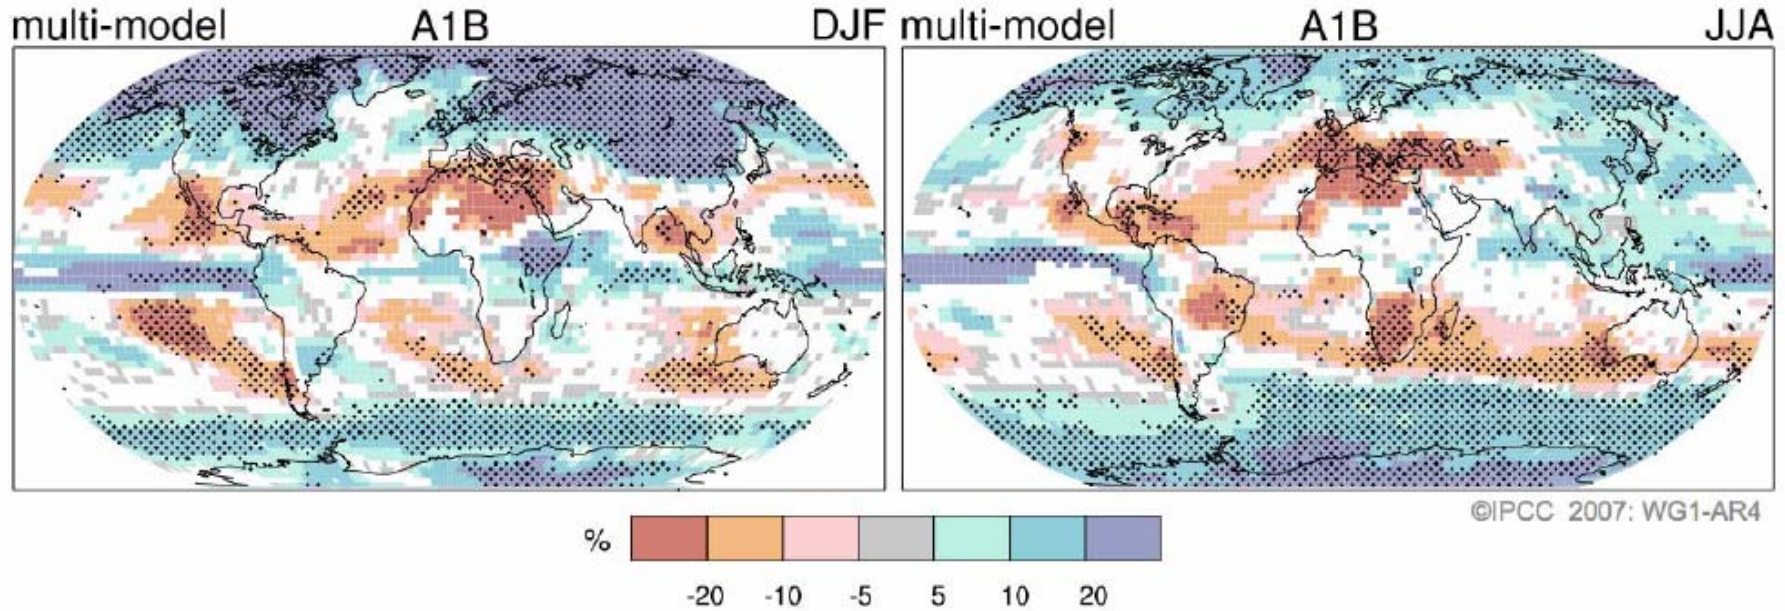 multi-model A1B DJF
multi-model A1B JJA
©IPCC 2007: WG1-AR4
%
-20 -10 -5 5 10 20